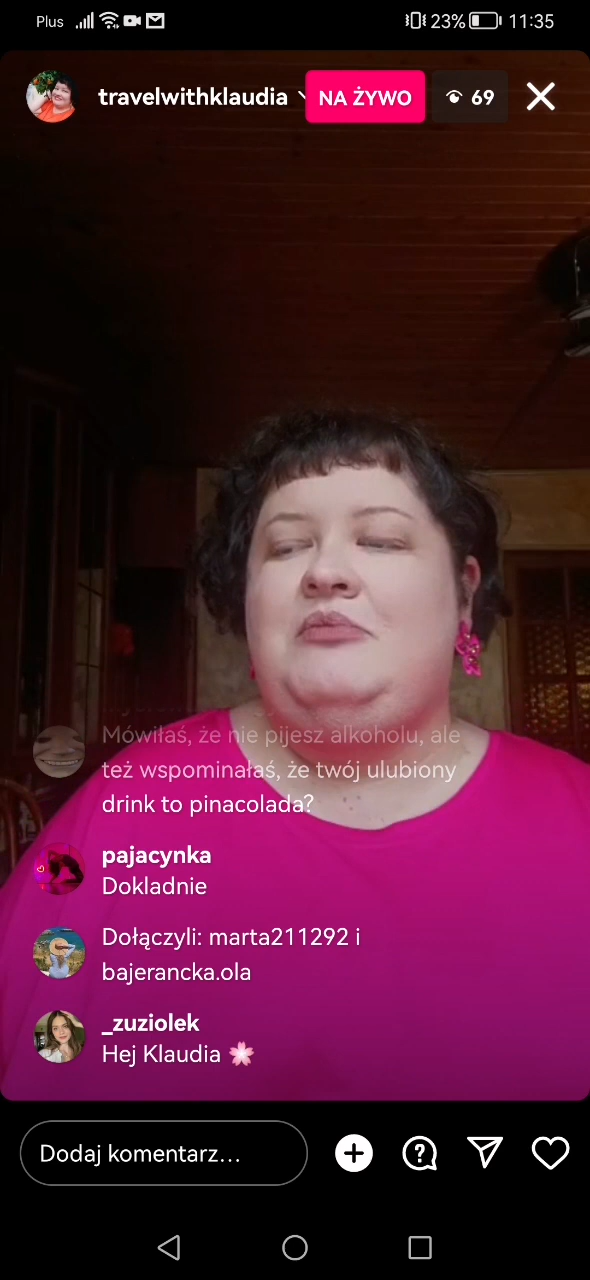 Plus 23% 11:35
travelwithklaudia NA ŻYWO 69
Mówiłaś, że nie pijesz alkoholu, ale
też wspominałaś, że twój ulubiony
drink to pinacolada?
pajacynka
Dokladnie
Dołączyli: marta211292 i
bajerancka.ola
_zuziolek
Hej Klaudia 🌸
Dodaj komentarz...